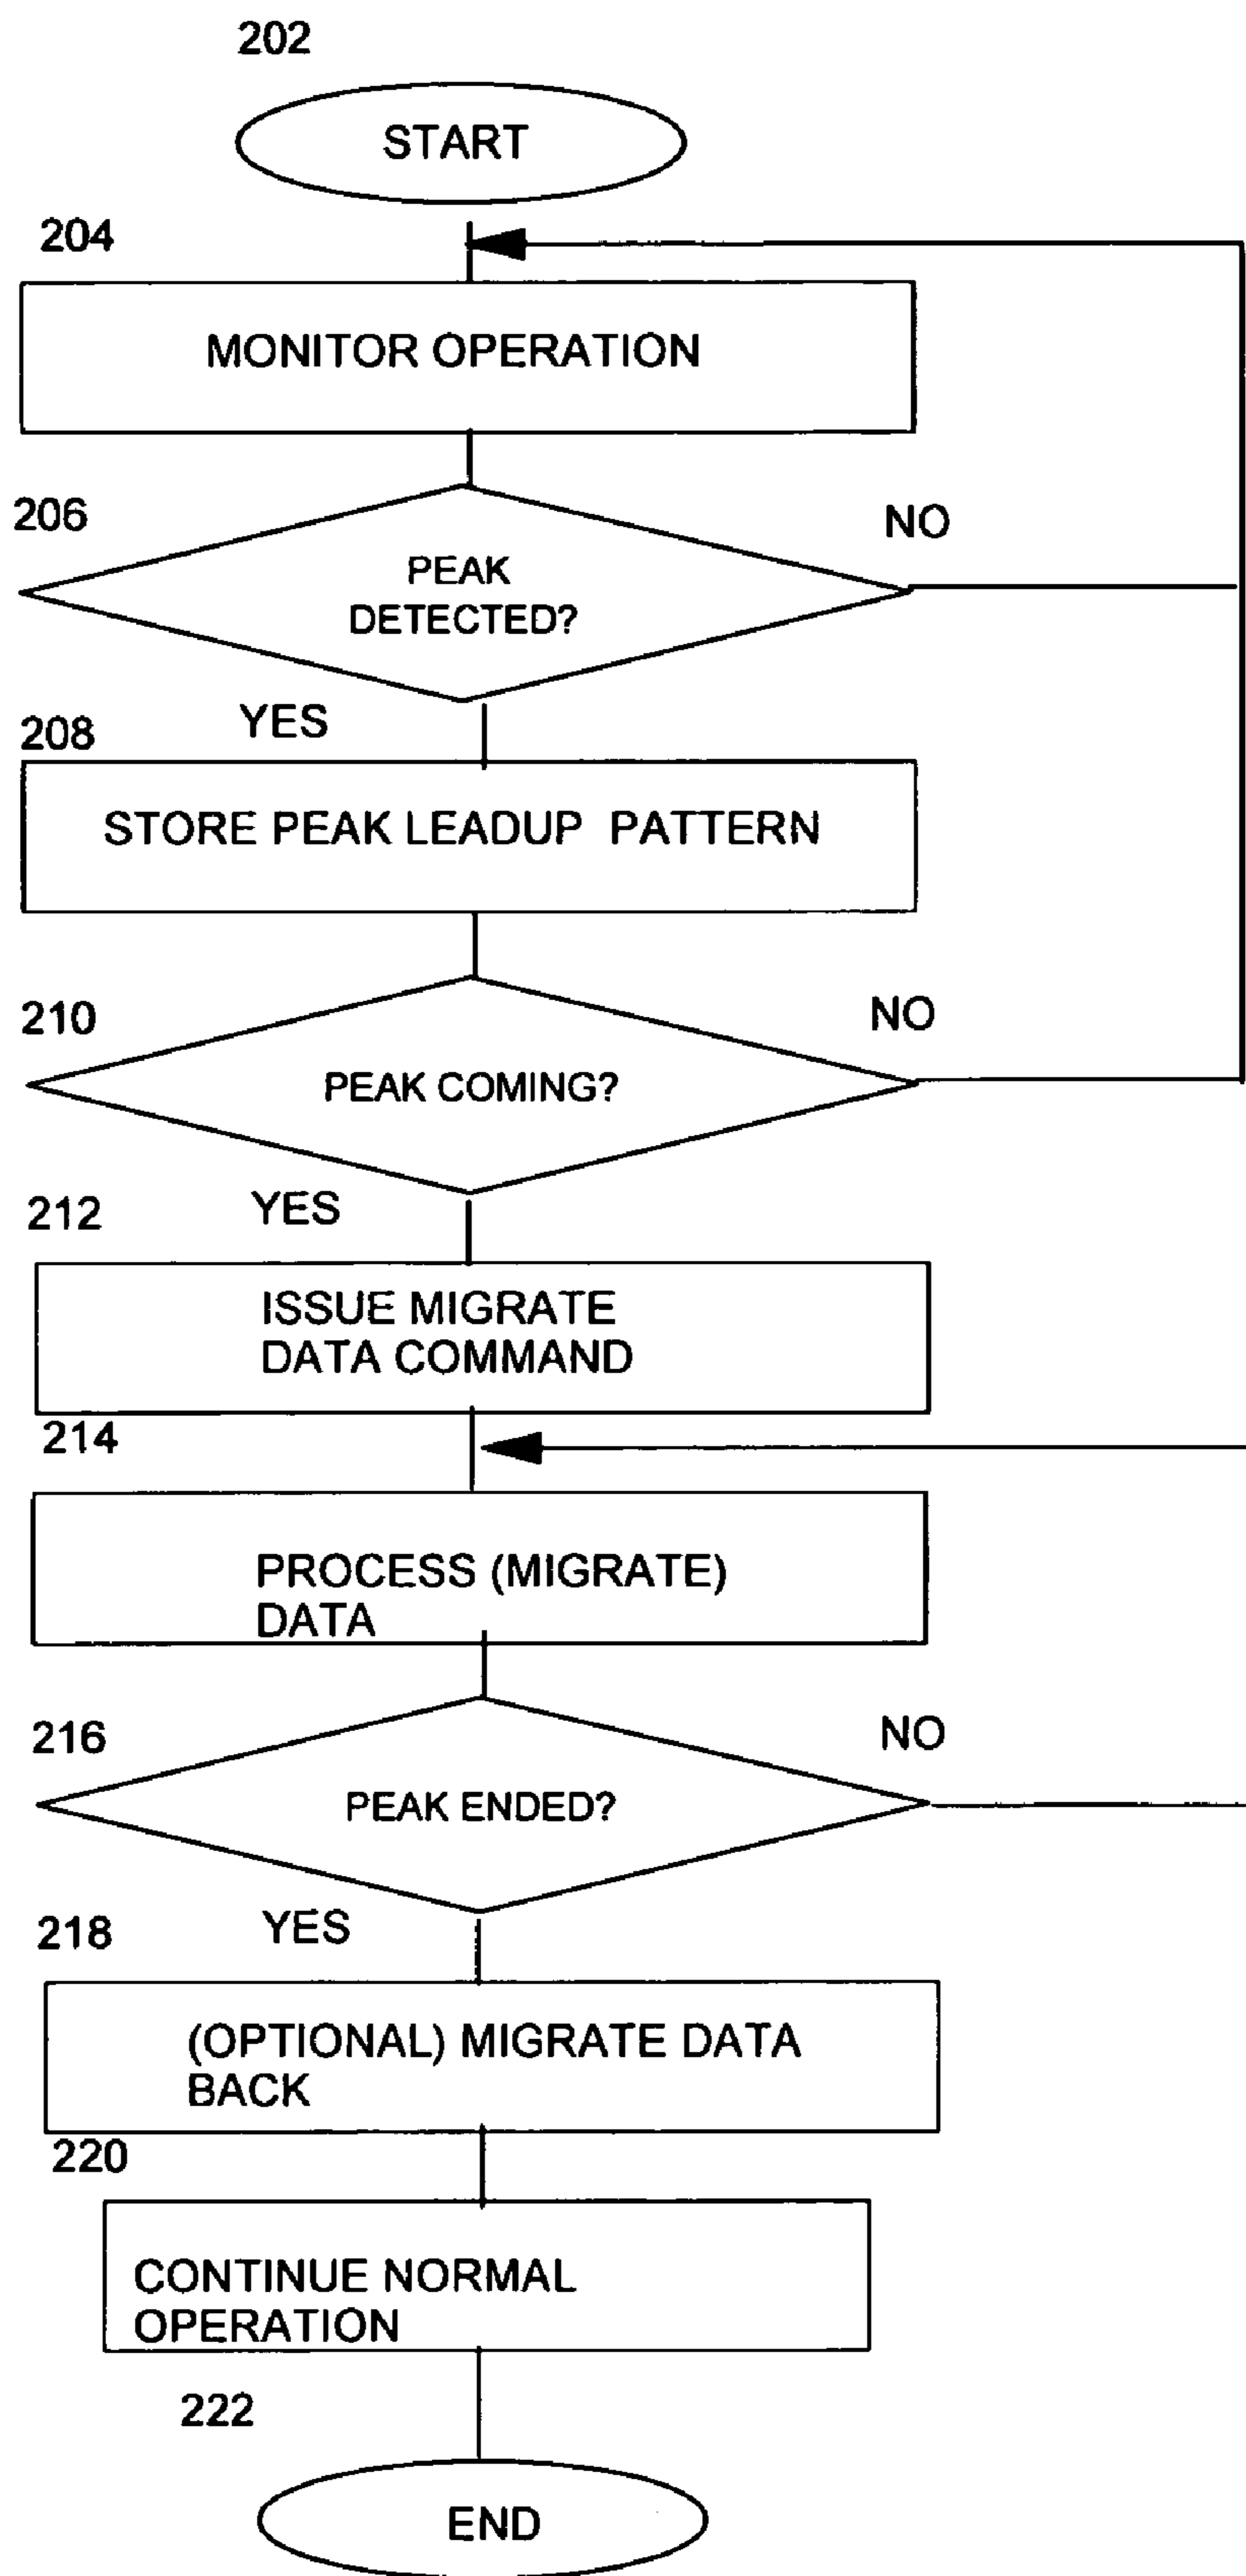 202
START
204
MONITOR OPERATION
206
NO
PEAK
DETECTED?
YES
208
STORE PEAK LEADUP PATTERN
210
NO
PEAK COMING?
YES
212
ISSUE MIGRATE
DATA COMMAND
214
PROCESS (MIGRATE)
DATA
216
NO
PEAK ENDED?
YES
218
(OPTIONAL) MIGRATE DATA
BACK
220
CONTINUE NORMAL
OPERATION
222
END